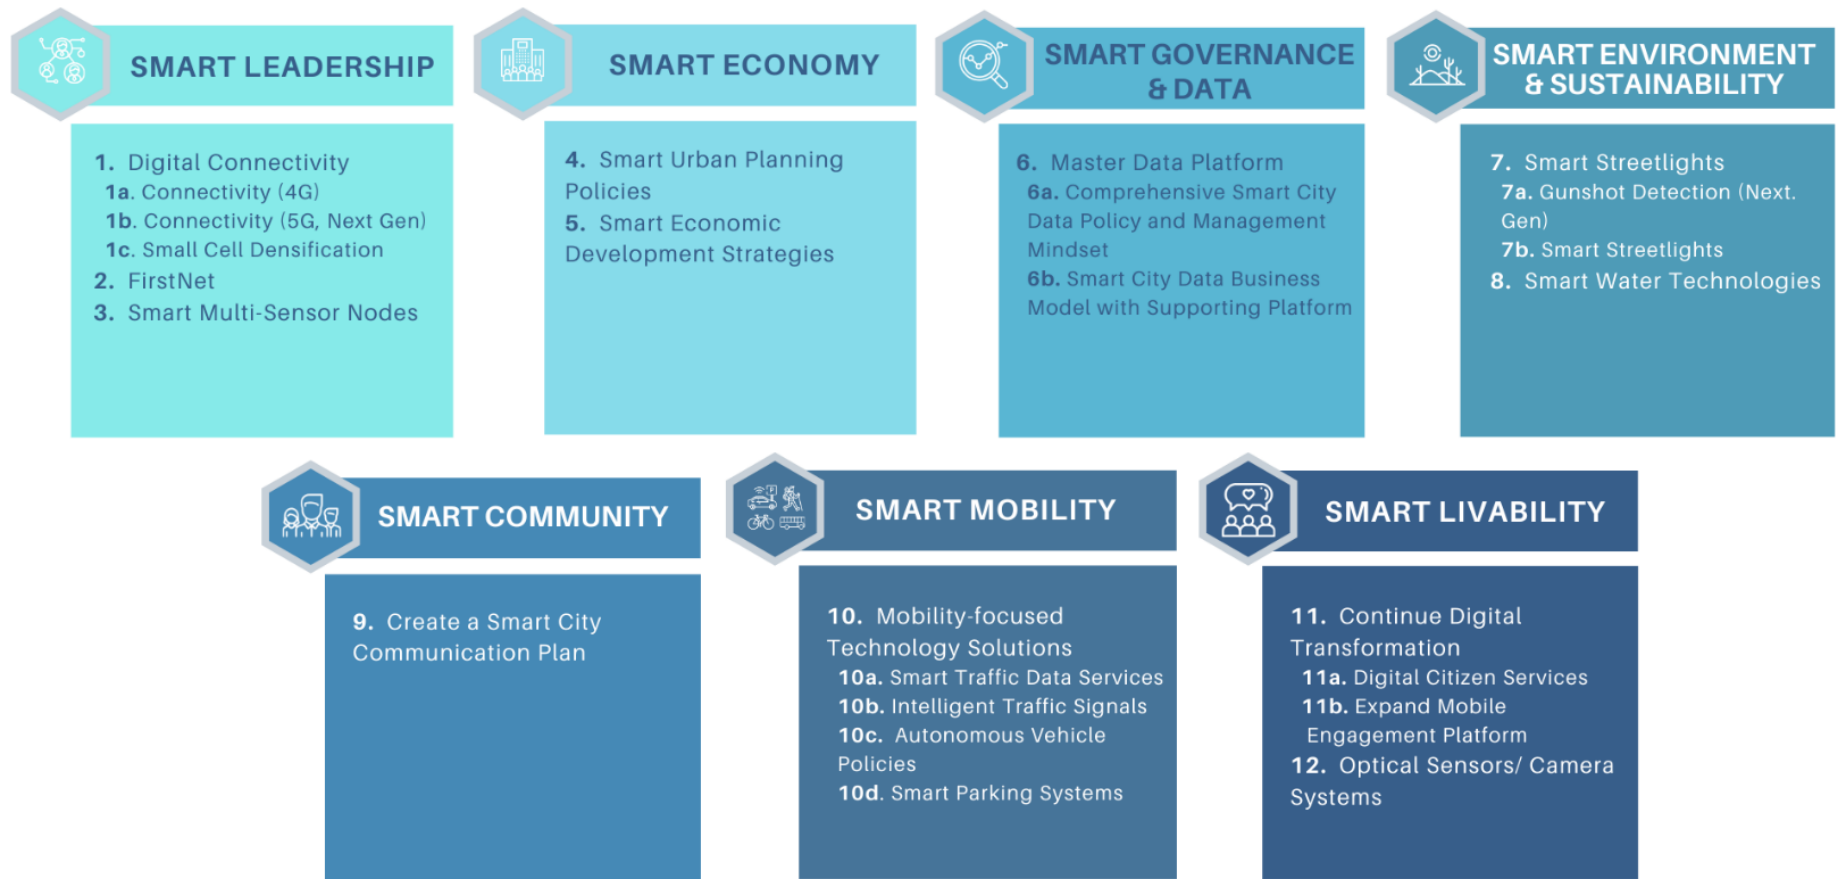 SMART LEADERSHIP
1. Digital Connectivity
1a. Connectivity (4G)
1b. Connectivity (5G, Next Gen)
1c. Small Cell Densification
2. FirstNet
3. Smart Multi-Sensor Nodes
SMART ECONOMY
4. Smart Urban Planning
Policies
5. Smart Economic
Development Strategies
SMART GOVERNANCE
& DATA
6. Master Data Platform
6a. Comprehensive Smart City
Data Policy and Management
Mindset
6b. Smart City Data Business
Model with Supporting Platform
SMART ENVIRONMENT
& SUSTAINABILITY
7. Smart Streetlights
7a. Gunshot Detection (Next.
Gen)
7b. Smart Streetlights
8. Smart Water Technologies
SMART COMMUNITY
9. Create a Smart City
Communication Plan
SMART MOBILITY
10. Mobility-focused
Technology Solutions
10a. Smart Traffic Data Services
10b. Intelligent Traffic Signals
10c. Autonomous Vehicle
Policies
10d. Smart Parking Systems
SMART LIVABILITY
11. Continue Digital
Transformation
11a. Digital Citizen Services
11b. Expand Mobile
Engagement Platform
12. Optical Sensors/ Camera
Systems